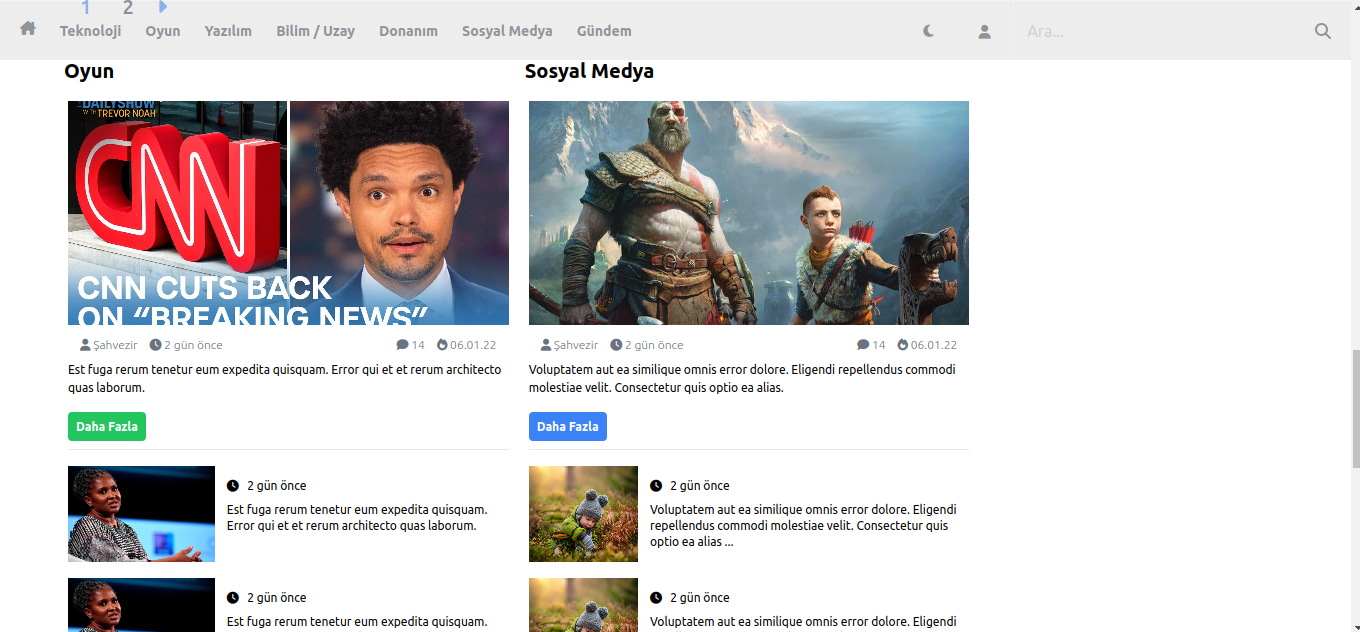 1 2
Teknoloji Oyun Yazılım Bilim / Uzay Donanım Sosyal Medya Gündem Ara...
Oyun
DAILYSHOW
WITH TREVOR NOAH
CNN
CNN CUTS BACK
ON “BREAKING NEWS”
Şahvezir 2 gün önce 14 06.01.22
Est fuga rerum tenetur eum expedita quisquam. Error qui et et rerum architecto
quas laborum.
Daha Fazla
2 gün önce
Est fuga rerum tenetur eum expedita quisquam.
Error qui et et rerum architecto quas laborum.
2 gün önce
Est fuga rerum tenetur eum expedita quisquam.
Sosyal Medya
Şahvezir 2 gün önce 14 06.01.22
Voluptatem aut ea similique omnis error dolore. Eligendi repellendus commodi
molestiae velit. Consectetur quis optio ea alias.
Daha Fazla
2 gün önce
Voluptatem aut ea similique omnis error dolore. Eligendi
repellendus commodi molestiae velit. Consectetur quis
optio ea alias ...
2 gün önce
Voluptatem aut ea similique omnis error dolore. Eligendi